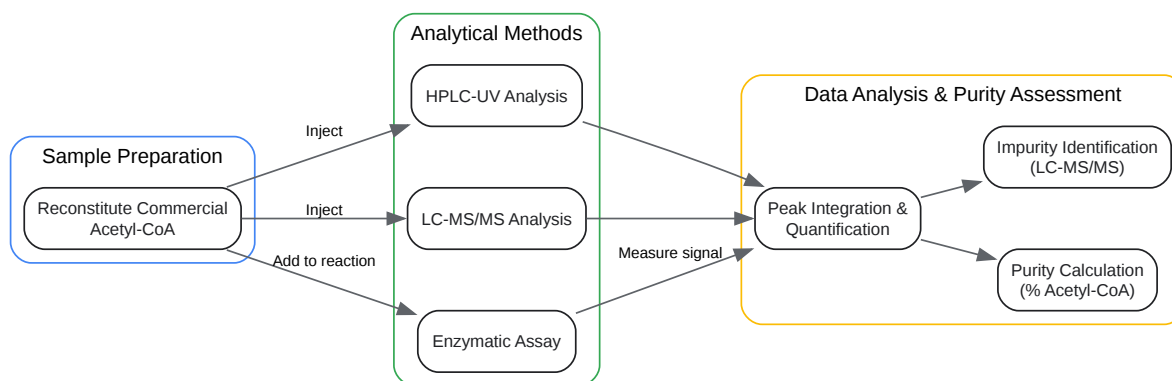 Sample Preparation
Reconstitute Commercial
Acetyl-CoA
Inject
Inject
Add to reaction
Analytical Methods
HPLC-UV Analysis
LC-MS/MS Analysis
Enzymatic Assay
Measure signal
Data Analysis & Purity Assessment
Peak Integration &
Quantification
Impurity Identification
(LC-MS/MS)
Purity Calculation
(% Acetyl-CoA)